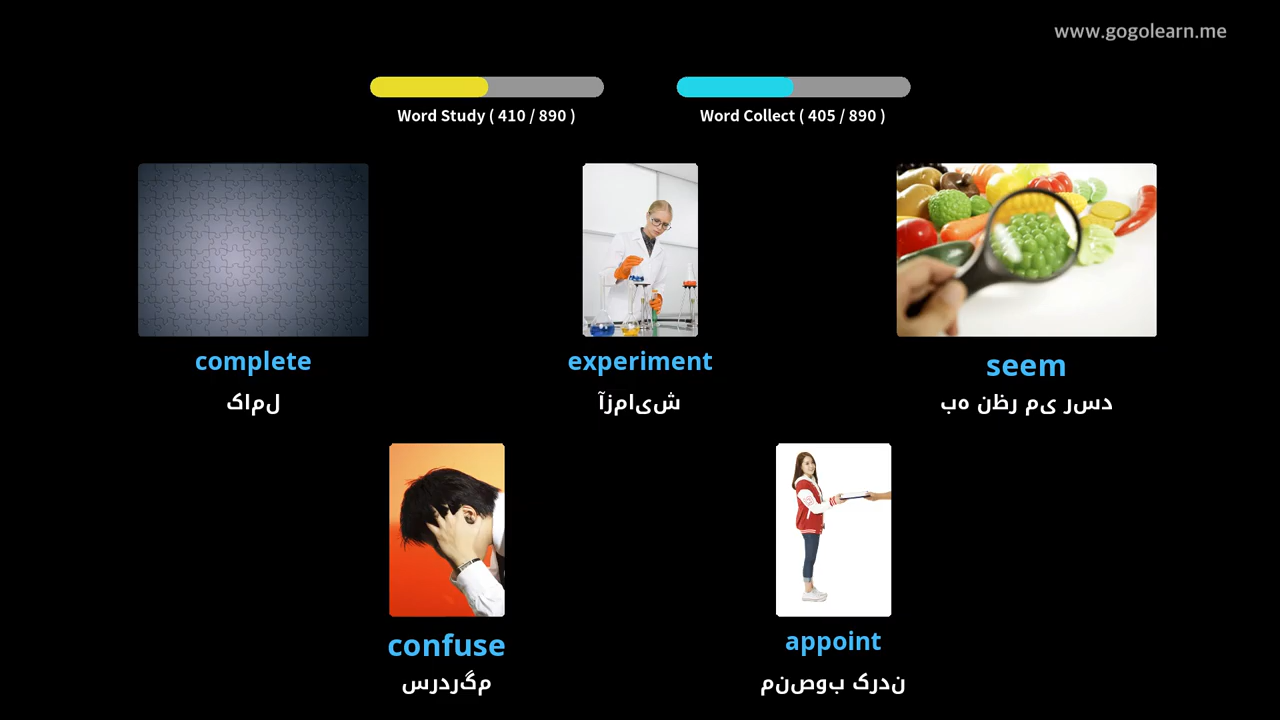 www.gogolearn.me
Word Study ( 410 / 890 )
Word Collect ( 405 / 890 )
complete
لماک
experiment
شیامزآ
seem
دسر یم رظن هب
confuse
مگردرس
appoint
ندرک بوصنم